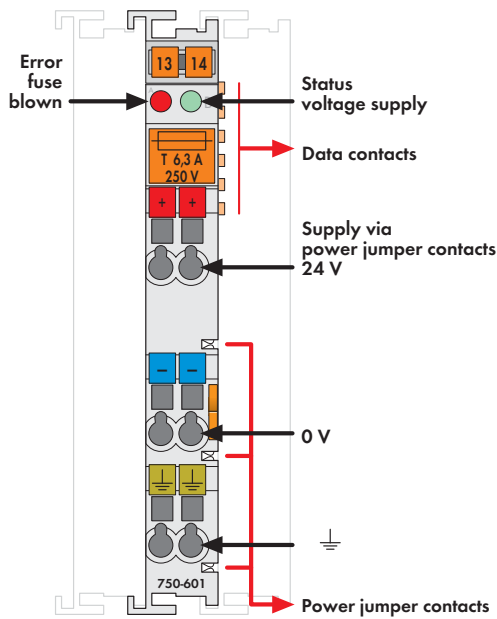 13 14
Error
fuse
blown
Status
voltage supply
Data contacts
T 6,3 A
250 V
+ +
Supply via
power jumper contacts
24 V
– –
0 V
750-601
Power jumper contacts